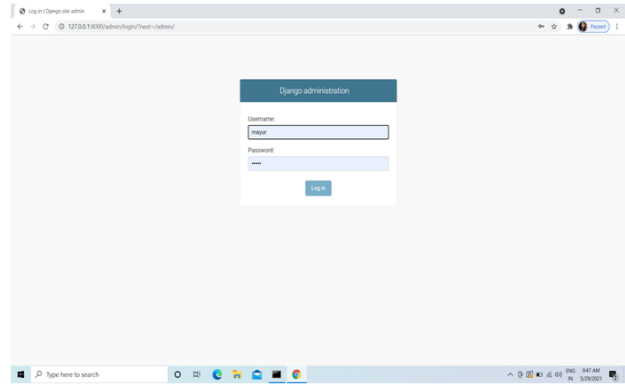 Log in | Django site admin
127.0.0.1:8000/admin/login/?next=/admin/
Paused
Django administration
Username:
mayur
Password:
•••••
Log in
Type here to search
ENG 9:47 AM
IN 5/29/2021